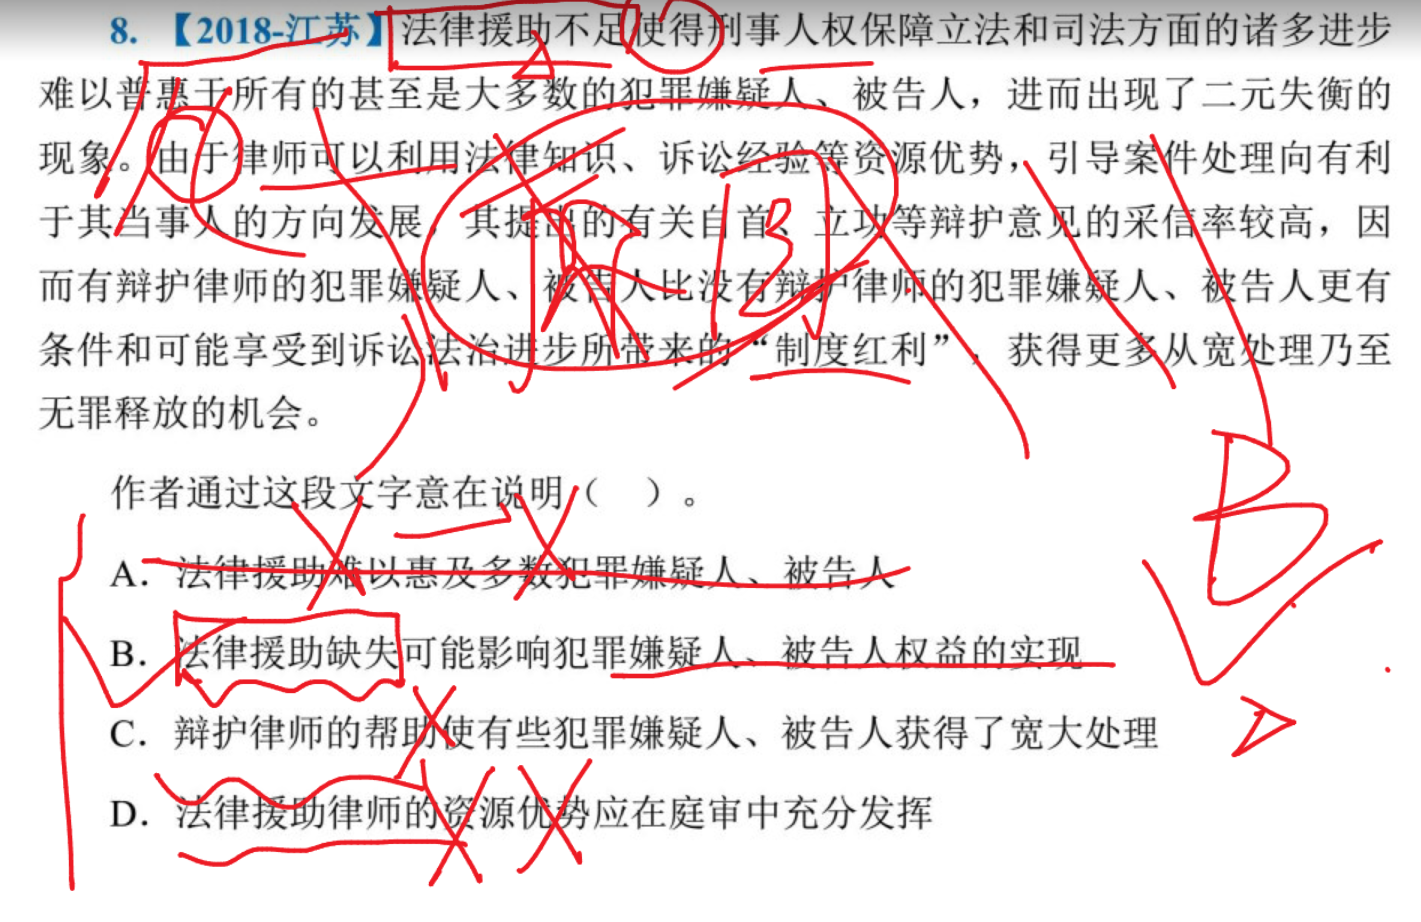 8. 【2018-江苏】法律援助不足使得刑事人权保障立法和司法方面的诸多进步
难以普惠于所有的甚至是大多数的犯罪嫌疑人、被告人，进而出现了二元失衡的
现象。由于律师可以利用法律知识、诉讼经验等资源优势，引导案件处理向有利
于其当事人的方向发展，其提出的有关自首、立功等辩护意见的采信率较高，因
而有辩护律师的犯罪嫌疑人、被告人比没有辩护律师的犯罪嫌疑人、被告人更有
条件和可能享受到诉讼法治进步所带来的“制度红利”，获得更多从宽处理乃至
无罪释放的机会。
作者通过这段文字意在说明（ ）。
A. 法律援助难以惠及多数犯罪嫌疑人、被告人
B. 法律援助缺失可能影响犯罪嫌疑人、被告人权益的实现
B
C. 辩护律师的帮助使有些犯罪嫌疑人、被告人获得了宽大处理
D. 法律援助律师的资源优势应在庭审中充分发挥